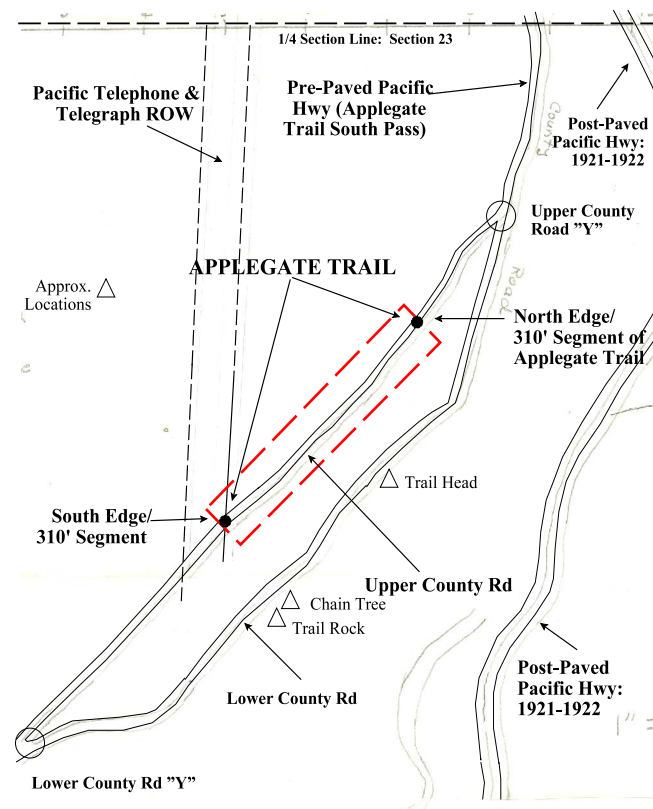 1/4 Section Line: Section 23
Pacific Telephone &
Telegraph ROW
Pre-Paved Pacific
Hwy (Applegate
Trail South Pass)
County
Road
Post-Paved
Pacific Hwy:
1921-1922
Upper County
Road ”Y”
APPLEGATE TRAIL
Approx.
Locations
North Edge/
310' Segment of
Applegate Trail
Trail Head
South Edge/
310' Segment
Upper County Rd
Chain Tree
Trail Rock
Lower County Rd
Post-Paved
Pacific Hwy:
1921-1922
1" =
Lower County Rd ”Y”